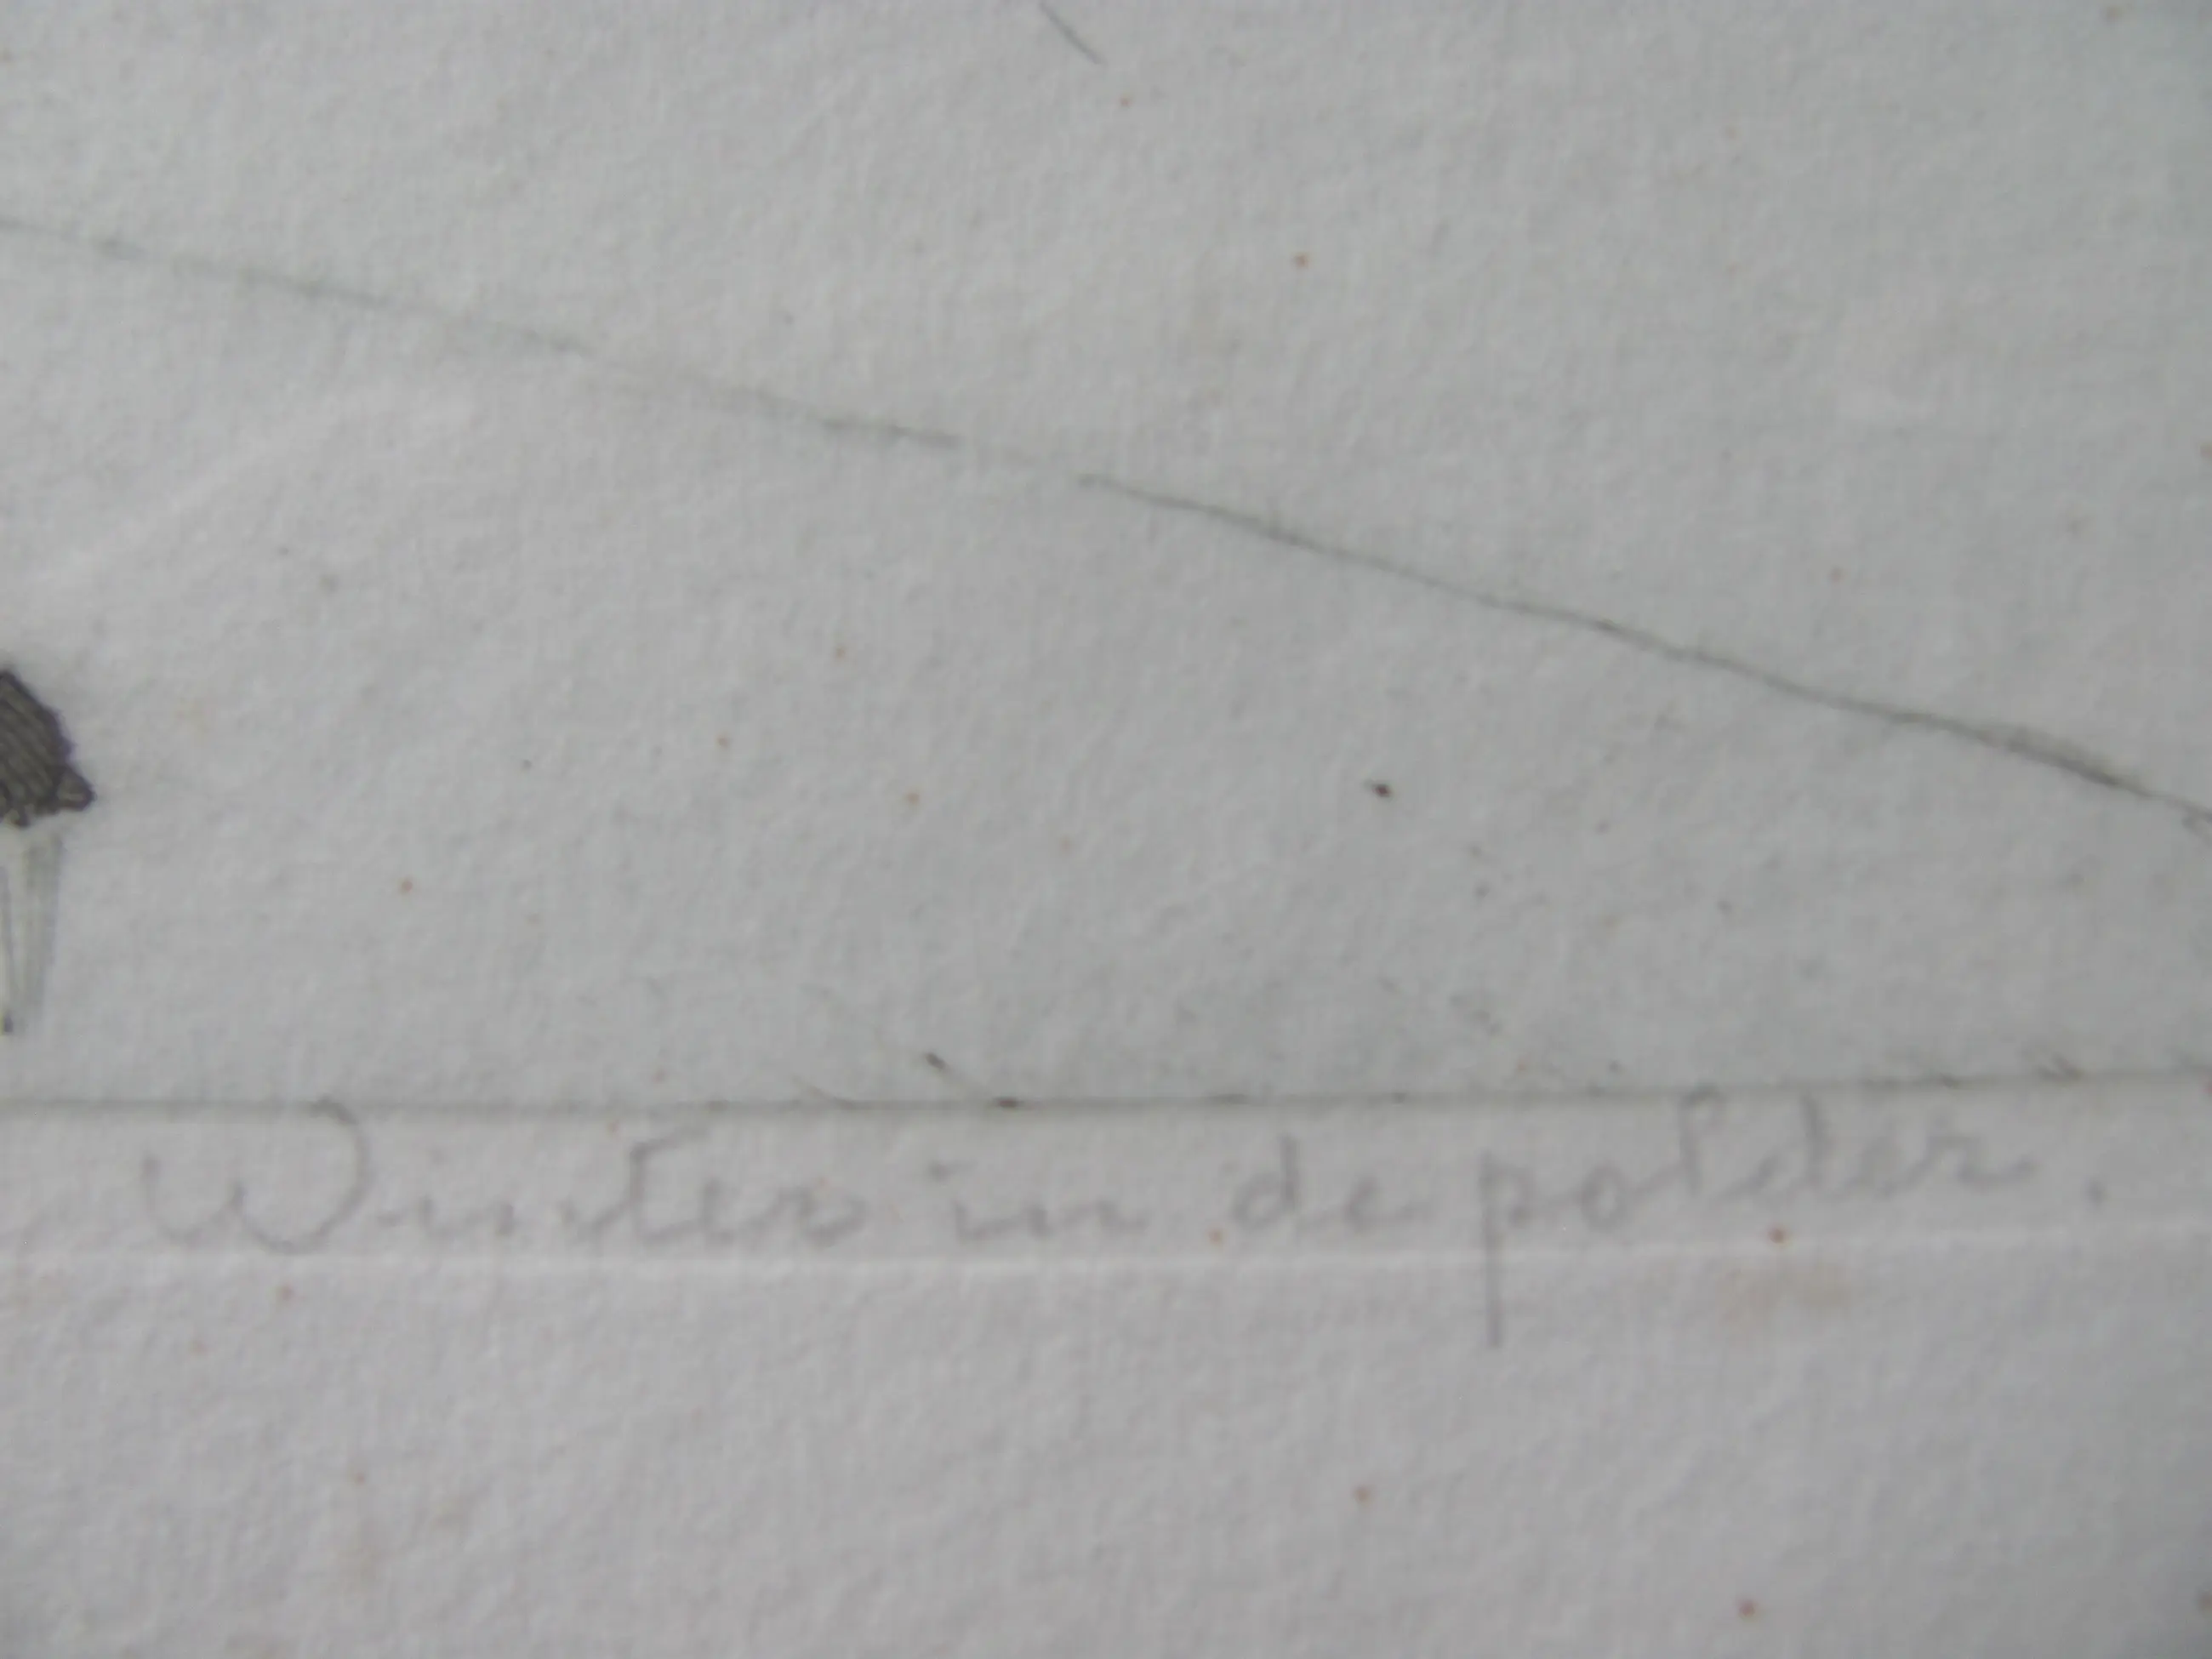 Winter in de polder.